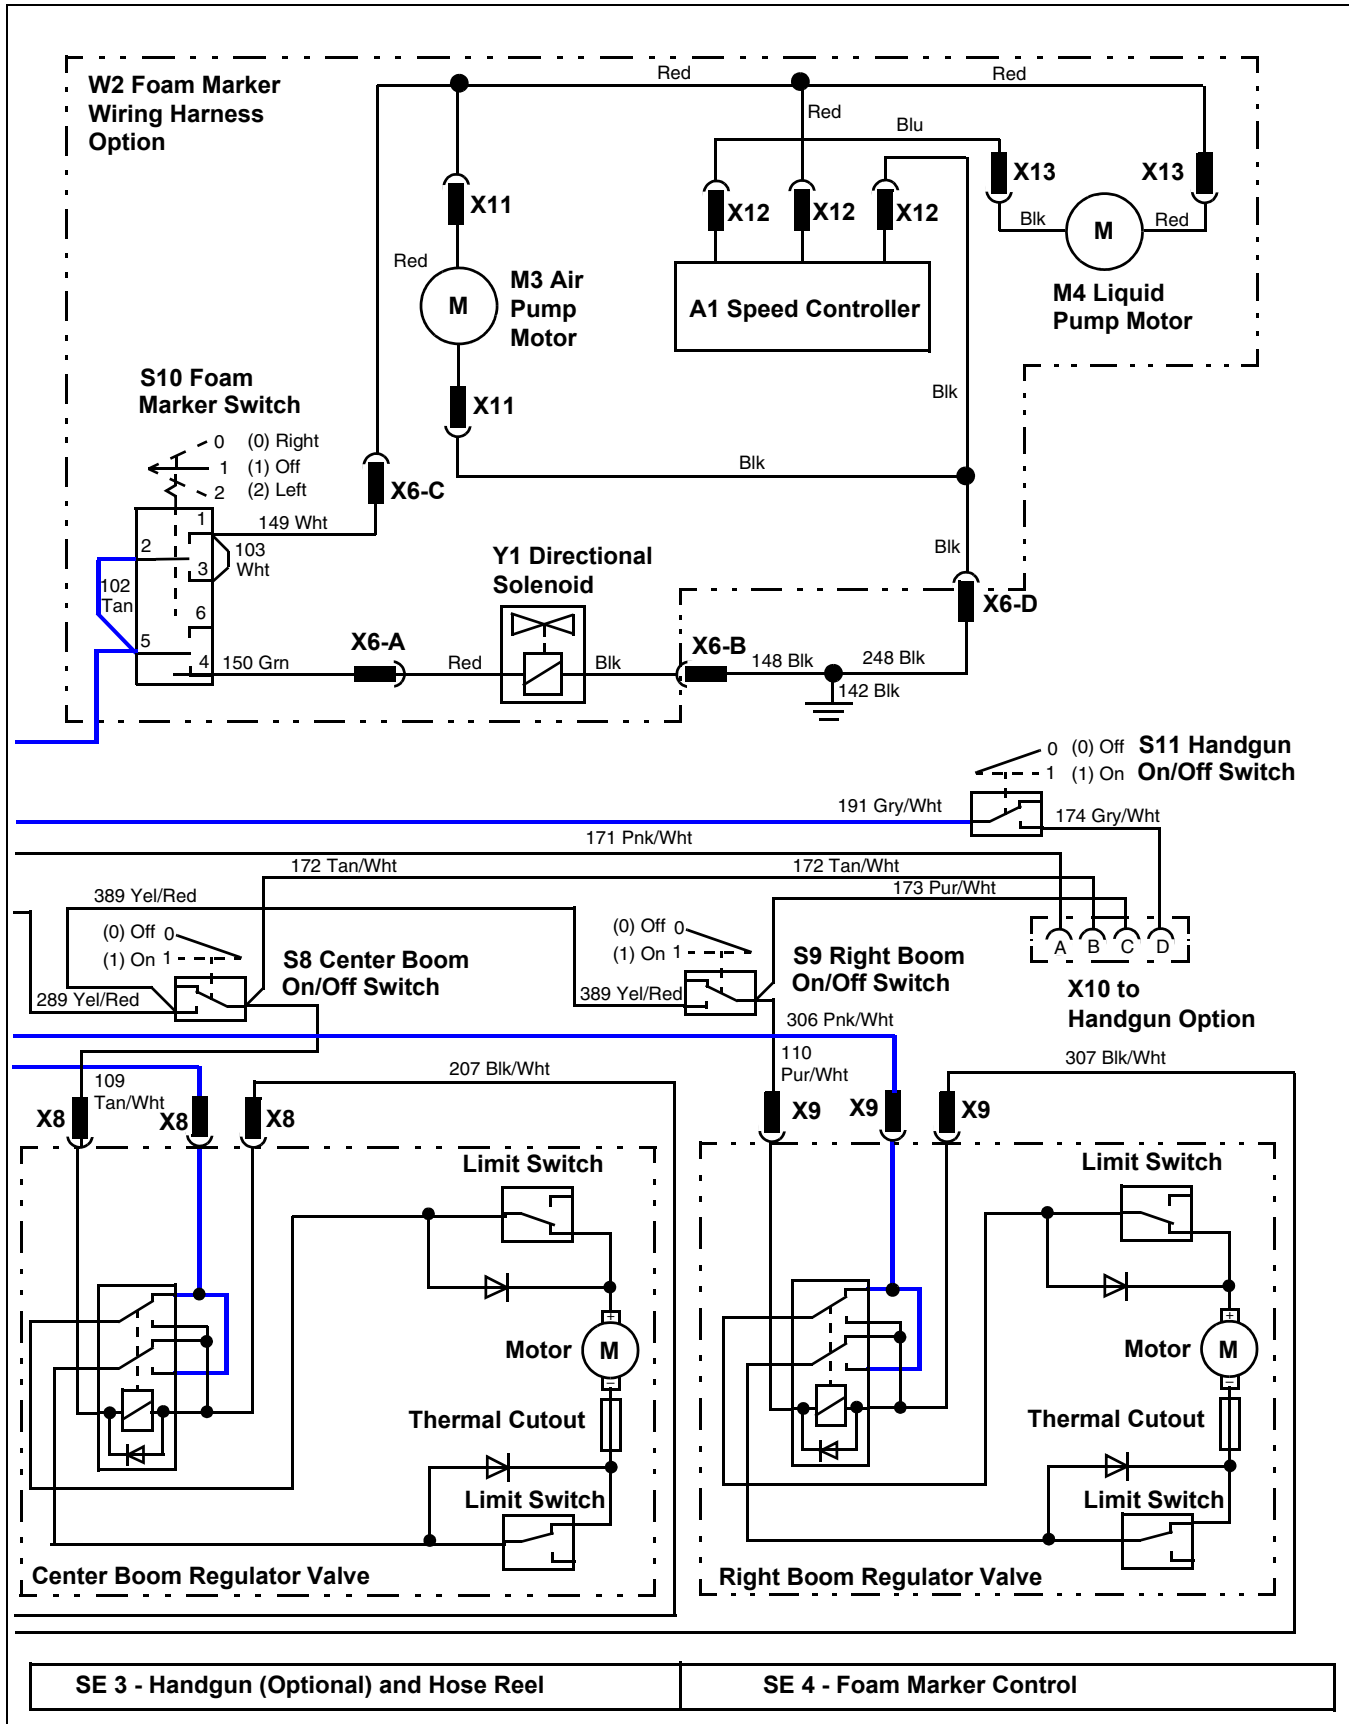 W2 Foam Marker
Wiring Harness
Option
Red
Red
Red
Blu
X11
X12
X12
X12
X13
X13
Blk
Red
M
Red
M
M3 Air
Pump
Motor
A1 Speed Controller
M4 Liquid
Pump Motor
S10 Foam
Marker Switch
X11
Blk
0 (0) Right
1 (1) Off
2 (2) Left
Blk
X6-C
1
149 Wht
2
103
Wht
3
102
Tan
6
5
4
150 Grn
X6-A
Red
Y1 Directional
Solenoid
Blk
Blk
X6-D
X6-B
148 Blk
248 Blk
142 Blk
0 (0) Off
1 (1) On
S11 Handgun
On/Off Switch
191 Gry/Wht
174 Gry/Wht
171 Pnk/Wht
172 Tan/Wht
172 Tan/Wht
389 Yel/Red
173 Pur/Wht
(0) Off 0
(1) On 1
S8 Center Boom
On/Off Switch
289 Yel/Red
(0) Off 0
(1) On 1
S9 Right Boom
On/Off Switch
389 Yel/Red
A B C D
X10 to
Handgun Option
306 Pnk/Wht
109
Tan/Wht
207 Blk/Wht
110
Pur/Wht
307 Blk/Wht
X8
X8
X8
X9
X9
X9
Limit Switch
Limit Switch
+
Motor
M
–
+
Motor
M
–
Thermal Cutout
Thermal Cutout
Limit Switch
Limit Switch
Center Boom Regulator Valve
Right Boom Regulator Valve
SE 3 - Handgun (Optional) and Hose Reel
SE 4 - Foam Marker Control